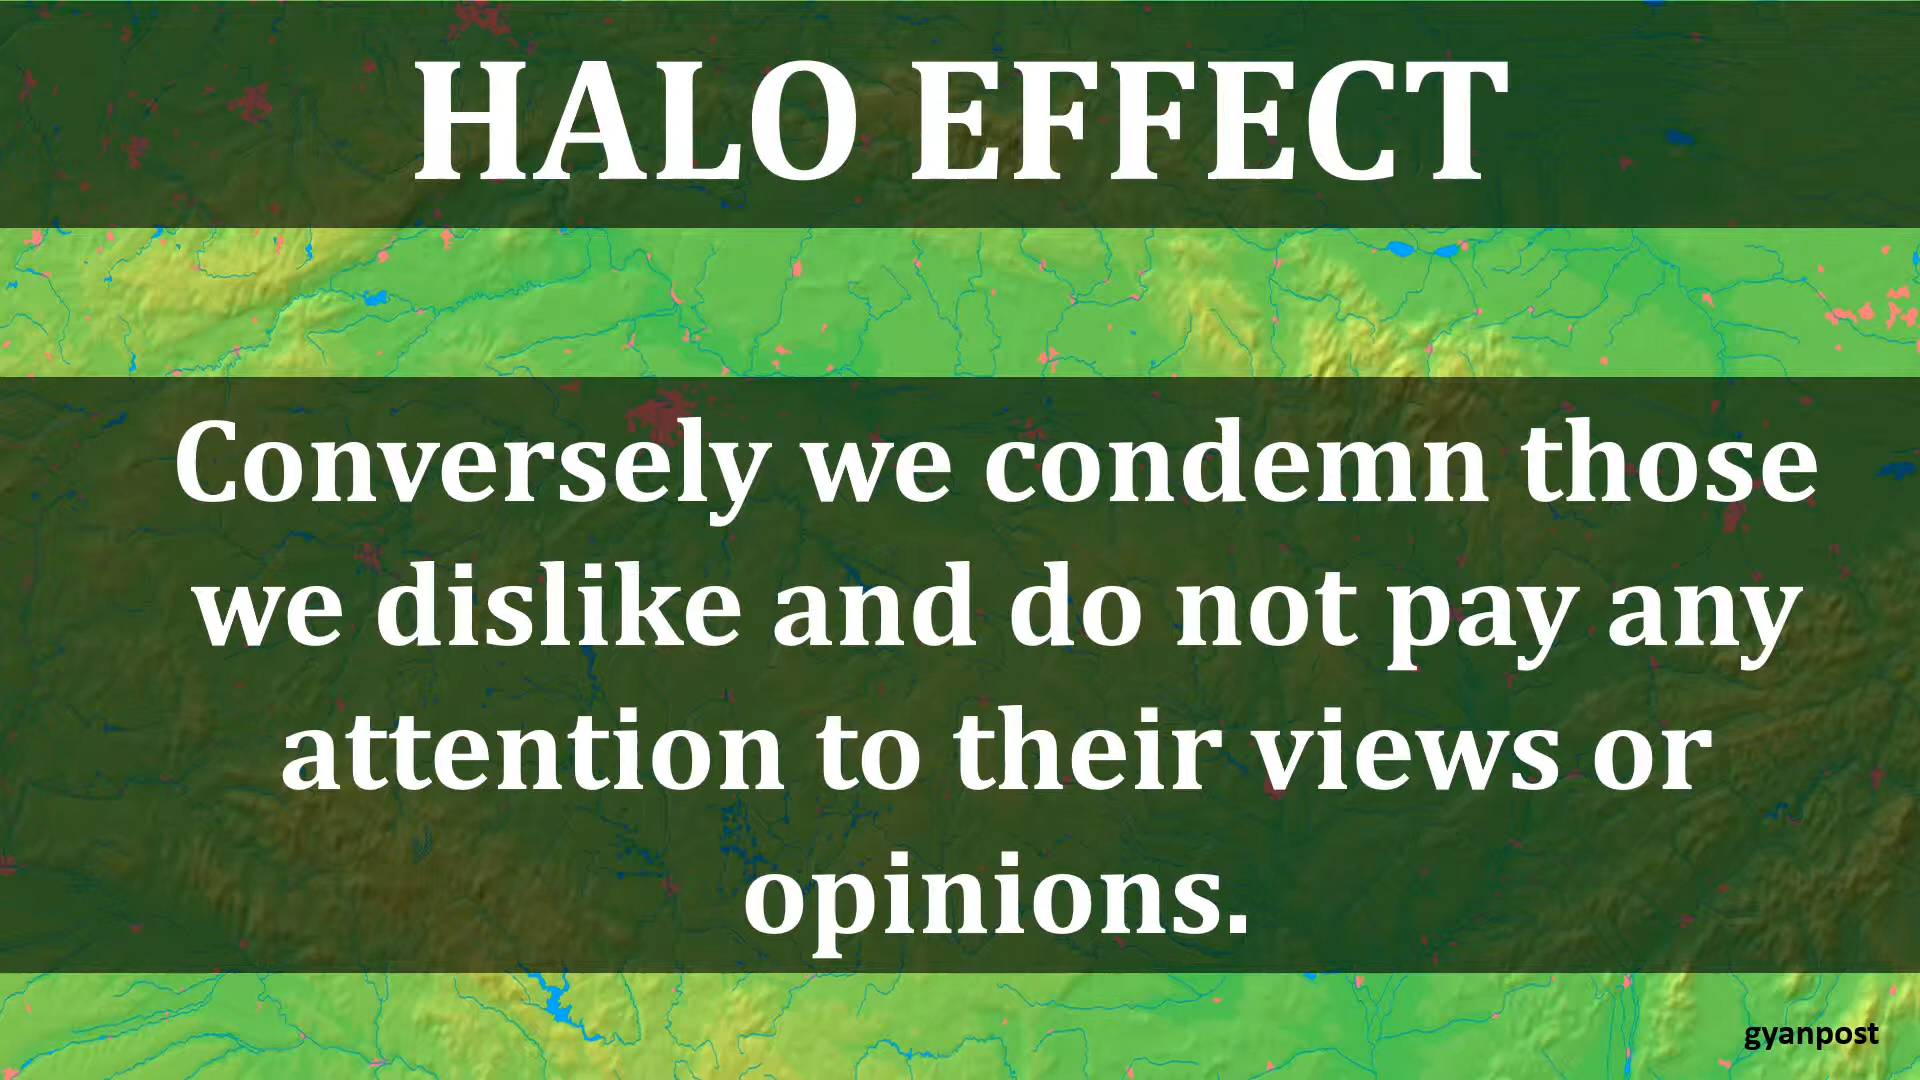 HALO EFFECT
Conversely we condemn those
we dislike and do not pay any
attention to their views or
opinions.
gyanpost